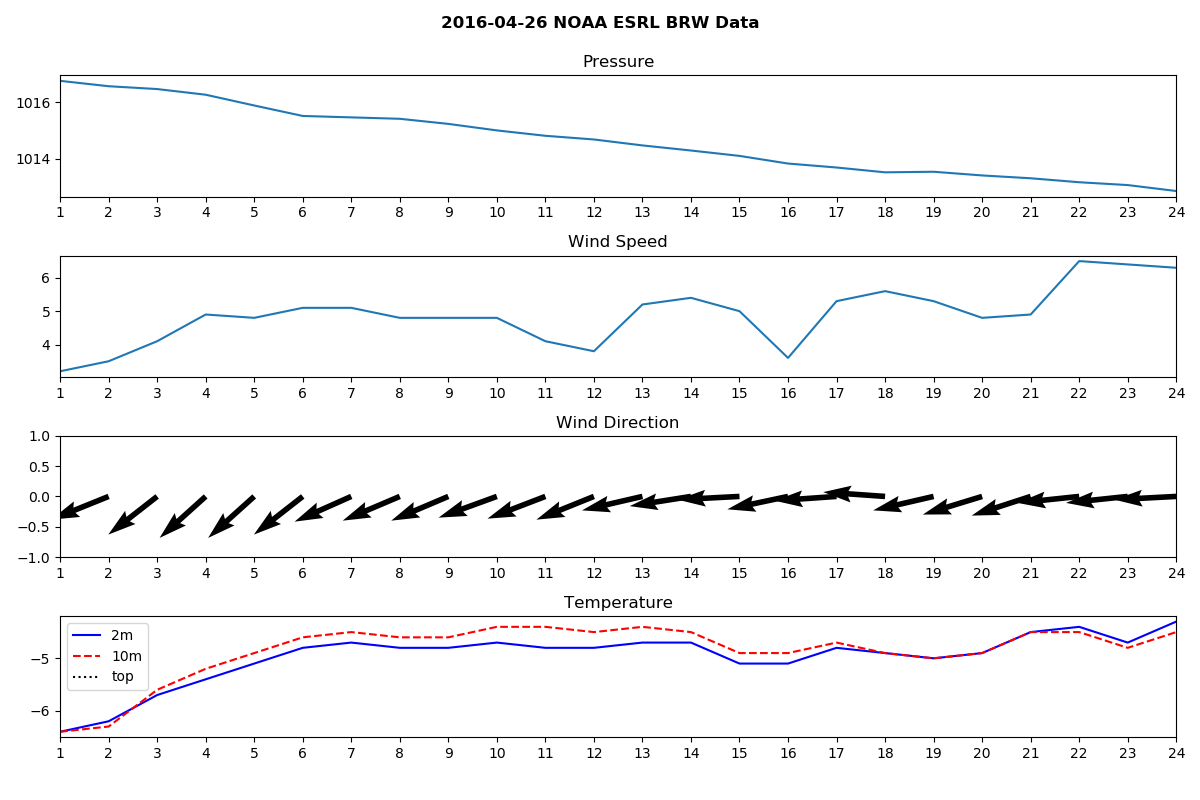 2016-04-26 NOAA ESRL BRW Data
Pressure
1016
1014
1 2 3 4 5 6 7 8 9 10 11 12 13 14 15 16 17 18 19 20 21 22 23 24
Wind Speed
6
5
4
1 2 3 4 5 6 7 8 9 10 11 12 13 14 15 16 17 18 19 20 21 22 23 24
Wind Direction
1.0
0.5
0.0
−0.5
−1.0
1 2 3 4 5 6 7 8 9 10 11 12 13 14 15 16 17 18 19 20 21 22 23 24
Temperature
2m
10m
top
−5
−6
1 2 3 4 5 6 7 8 9 10 11 12 13 14 15 16 17 18 19 20 21 22 23 24